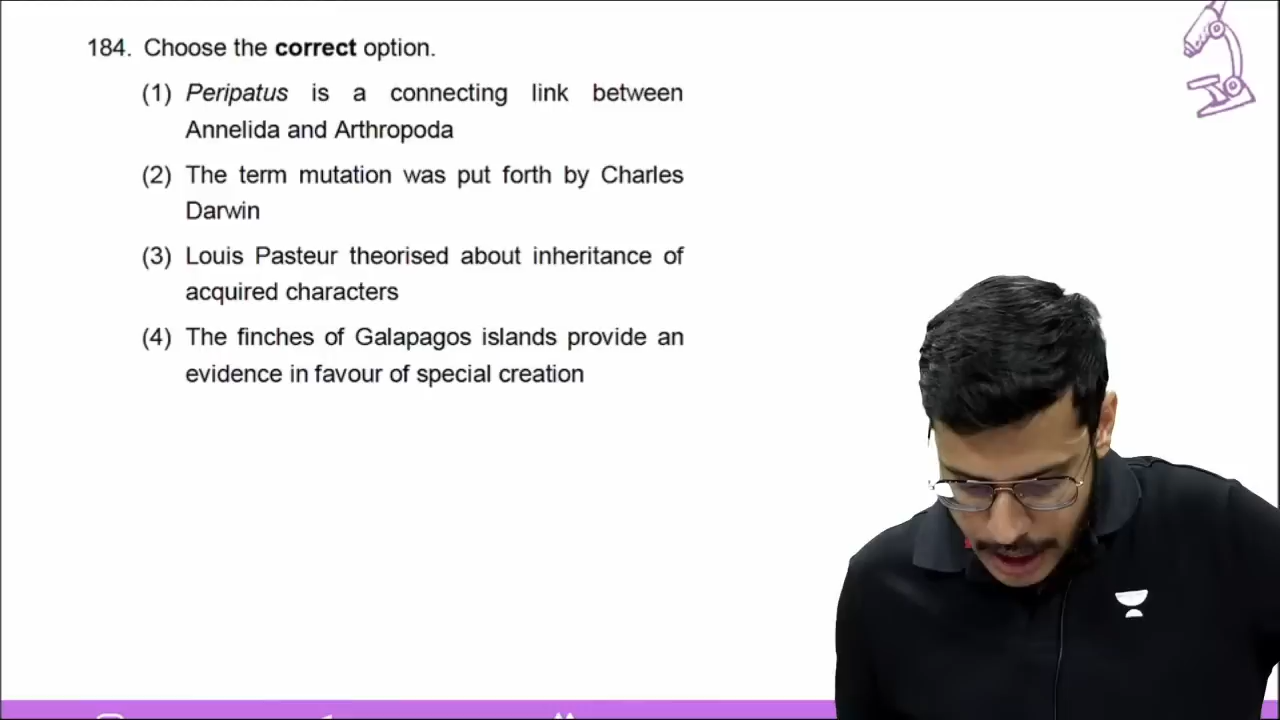 184. Choose the correct option.
(1) Peripatus is a connecting link between
Annelida and Arthropoda
(2) The term mutation was put forth by Charles
Darwin
(3) Louis Pasteur theorised about inheritance of
acquired characters
(4) The finches of Galapagos islands provide an
evidence in favour of special creation